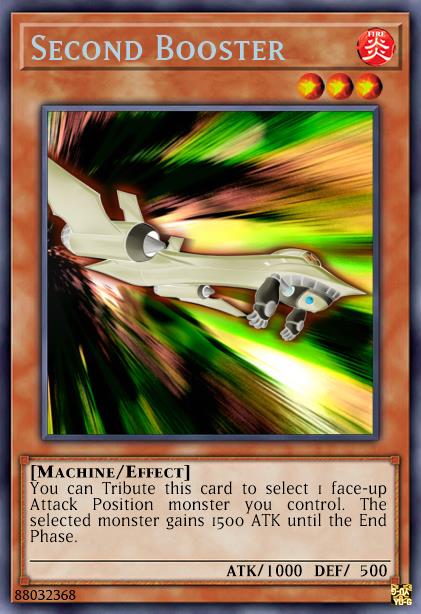 SECOND BOOSTER
FIRE
炎
[MACHINE/EFFECT]
You can Tribute this card to select 1 face-up
Attack Position monster you control. The
selected monster gains 1500 ATK until the End
Phase.
ATK/1000 DEF/ 500
88032368